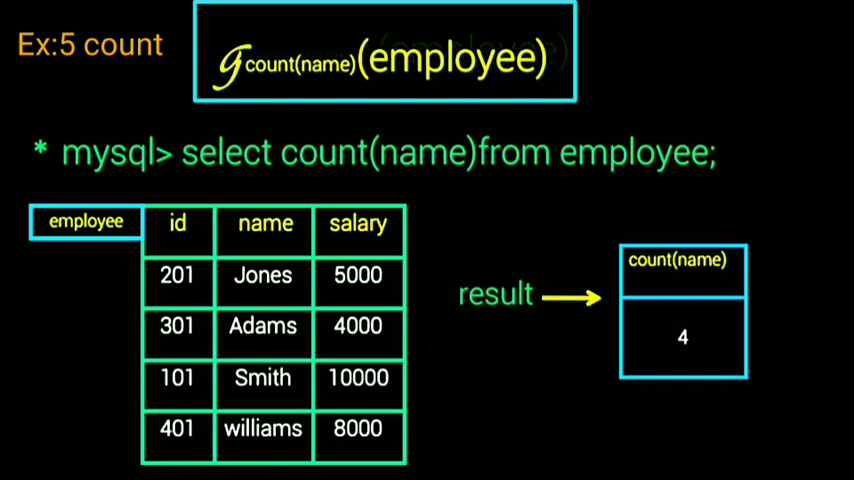 Ex:5 count
𝒢 count(name)(employee)
* mysql> select count(name)from employee;
employee id name salary
201 Jones 5000
301 Adams 4000
101 Smith 10000
401 williams 8000
result
count(name)
4